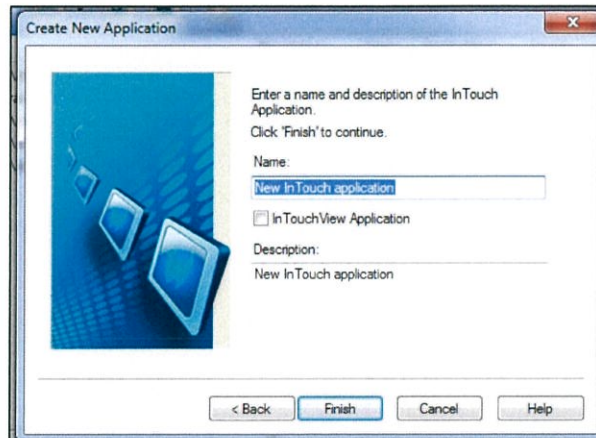 Create New Application
Enter a name and description of the InTouch
Application.
Click 'Finish' to continue.
Name:
New InTouch application
InTouchView Application
Description:
New InTouch application
< Back
Finish
Cancel
Help